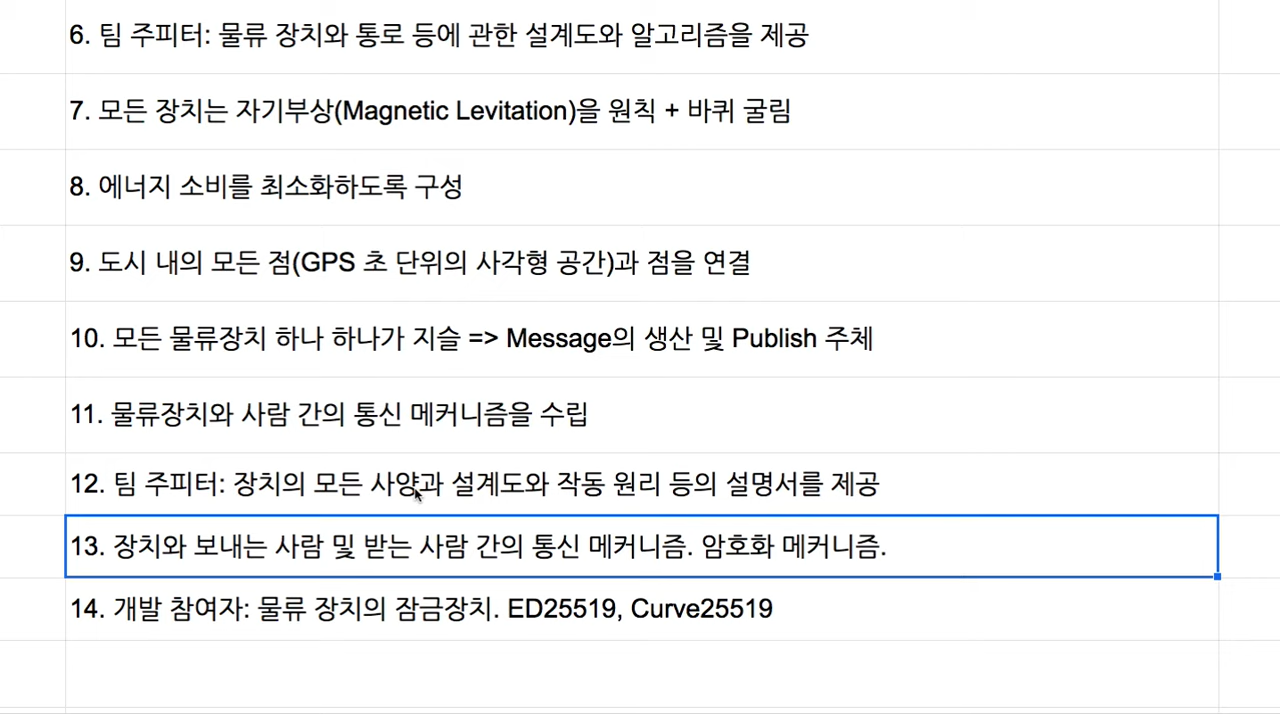 6. 팀 주피터: 물류 장치와 통로 등에 관한 설계도와 알고리즘을 제공
7. 모든 장치는 자기부상(Magnetic Levitation)을 원칙 + 바퀴 굴림
8. 에너지 소비를 최소화하도록 구성
9. 도시 내의 모든 점(GPS 초 단위의 사각형 공간)과 점을 연결
10. 모든 물류장치 하나 하나가 지슬 => Message의 생산 및 Publish 주체
11. 물류장치와 사람 간의 통신 메커니즘을 수립
12. 팀 주피터: 장치의 모든 사양과 설계도와 작동 원리 등의 설명서를 제공
13. 장치와 보내는 사람 및 받는 사람 간의 통신 메커니즘. 암호화 메커니즘.
14. 개발 참여자: 물류 장치의 잠금장치. ED25519, Curve25519